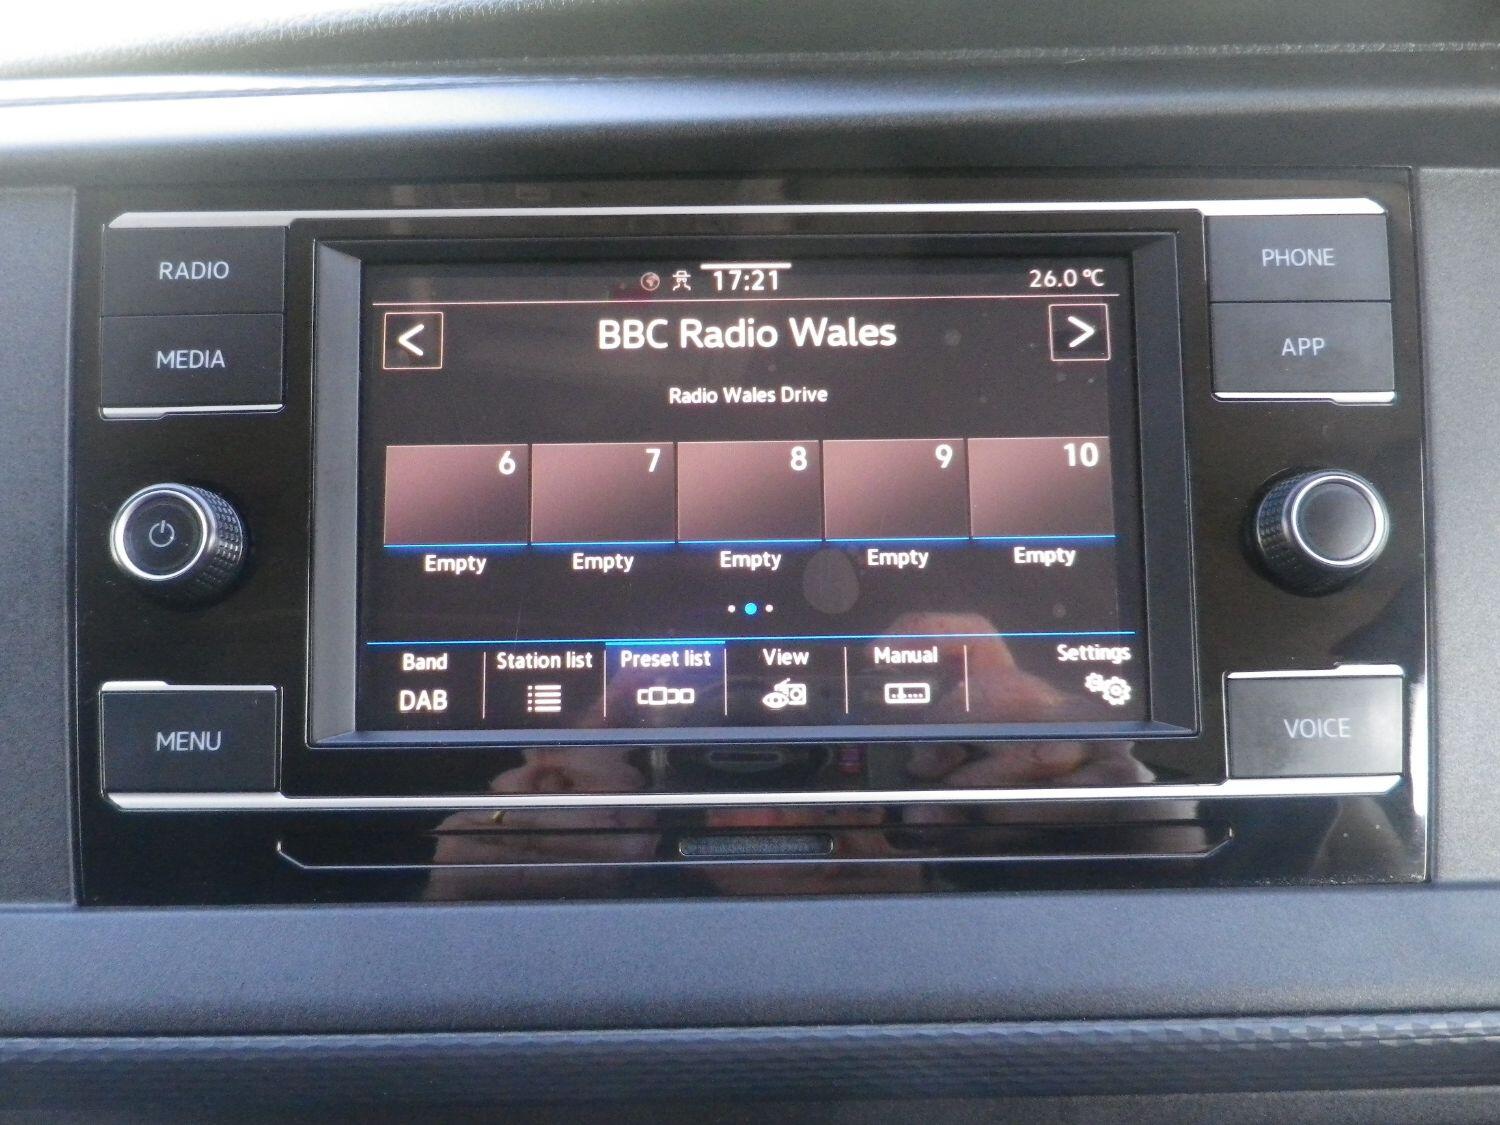 RADIO
MEDIA
MENU
17:21
26.0 °C
<
BBC Radio Wales
>
Radio Wales Drive
6 7 8 9 10
Empty Empty Empty Empty Empty
Band Station list Preset list View Manual Settings
DAB
PHONE
APP
VOICE